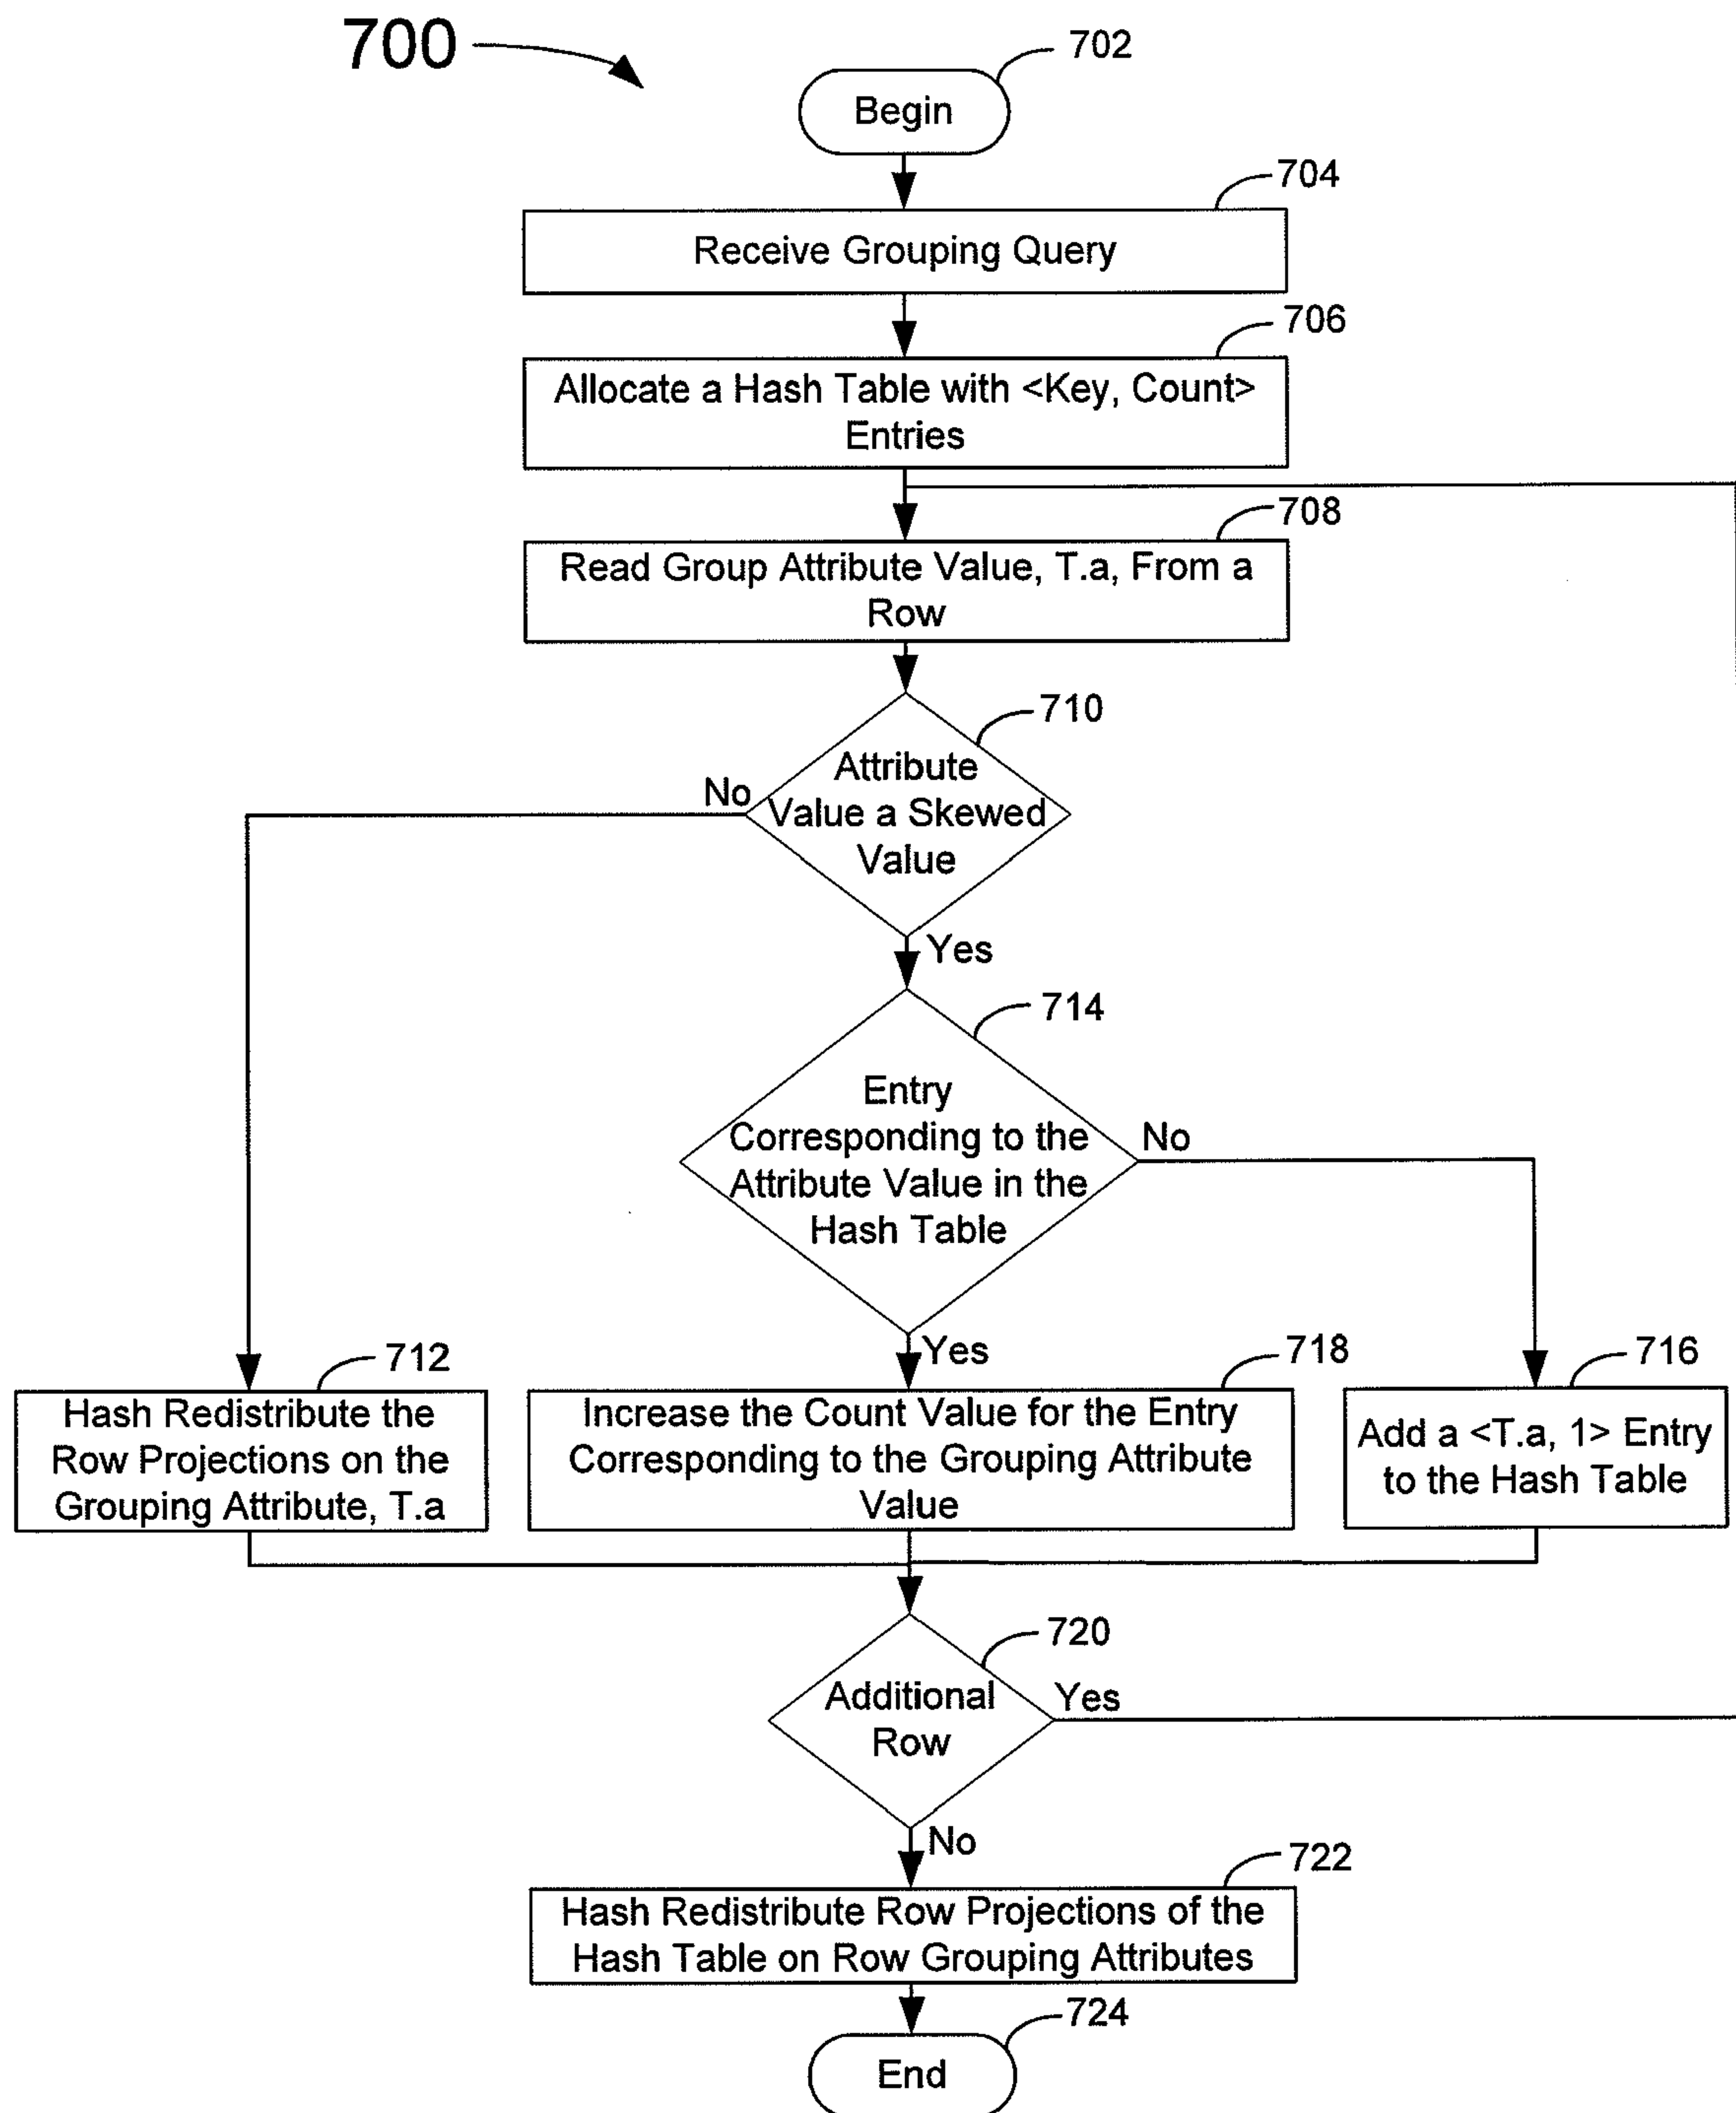 700
702
Begin
704
Receive Grouping Query
706
Allocate a Hash Table with <Key, Count>
Entries
708
Read Group Attribute Value, T.a, From a
Row
710
Attribute
Value a Skewed
Value
No
Yes
714
Entry
Corresponding to the
Attribute Value in the
Hash Table
No
Yes
712
Hash Redistribute the
Row Projections on the
Grouping Attribute, T.a
718
Increase the Count Value for the Entry
Corresponding to the Grouping Attribute
Value
716
Add a <T.a, 1> Entry
to the Hash Table
720
Additional
Row
Yes
No
722
Hash Redistribute Row Projections of the
Hash Table on Row Grouping Attributes
724
End